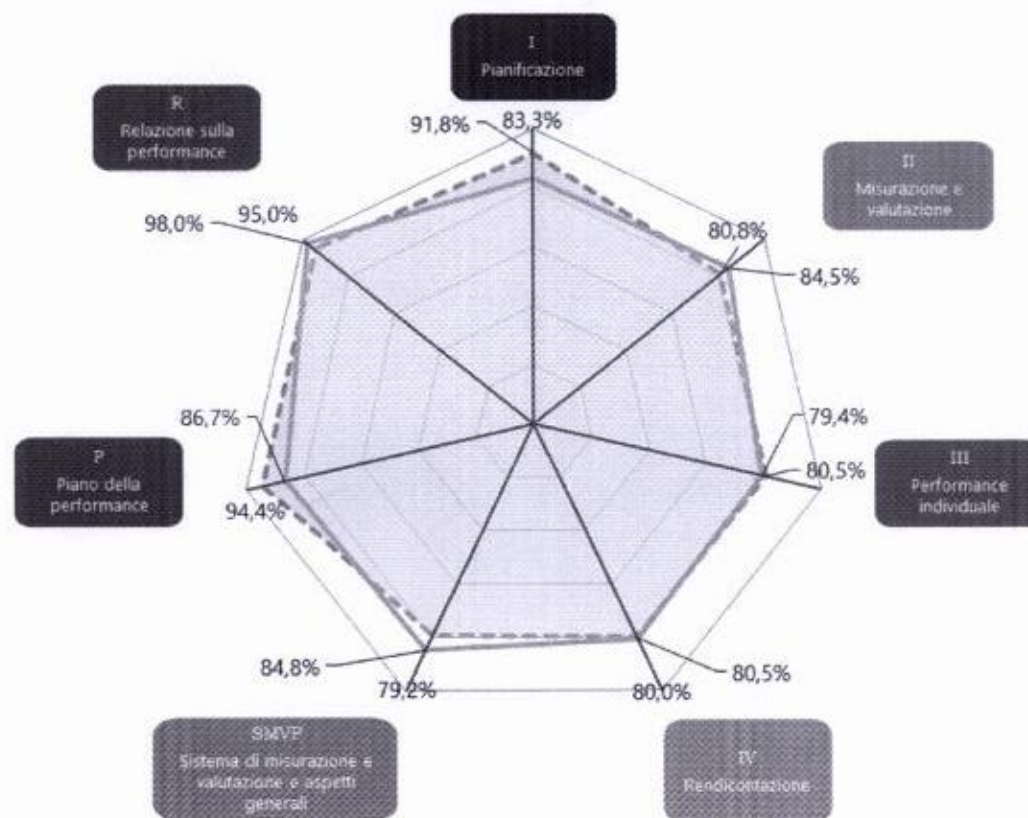 I
Pianificazione
R
Relazione sulla
performance
91,8%
83,3%
II
Misurazione e
valutazione
95,0%
98,0%
80,8%
84,5%
86,7%
79,4%
P
Piano della
performance
80,5%
III
Performance
individuale
94,4%
84,8%
79,2%
80,0%
80,5%
SMVP
Sistema di misurazione e
valutazione e aspetti
generali
IV
Rendicontazione